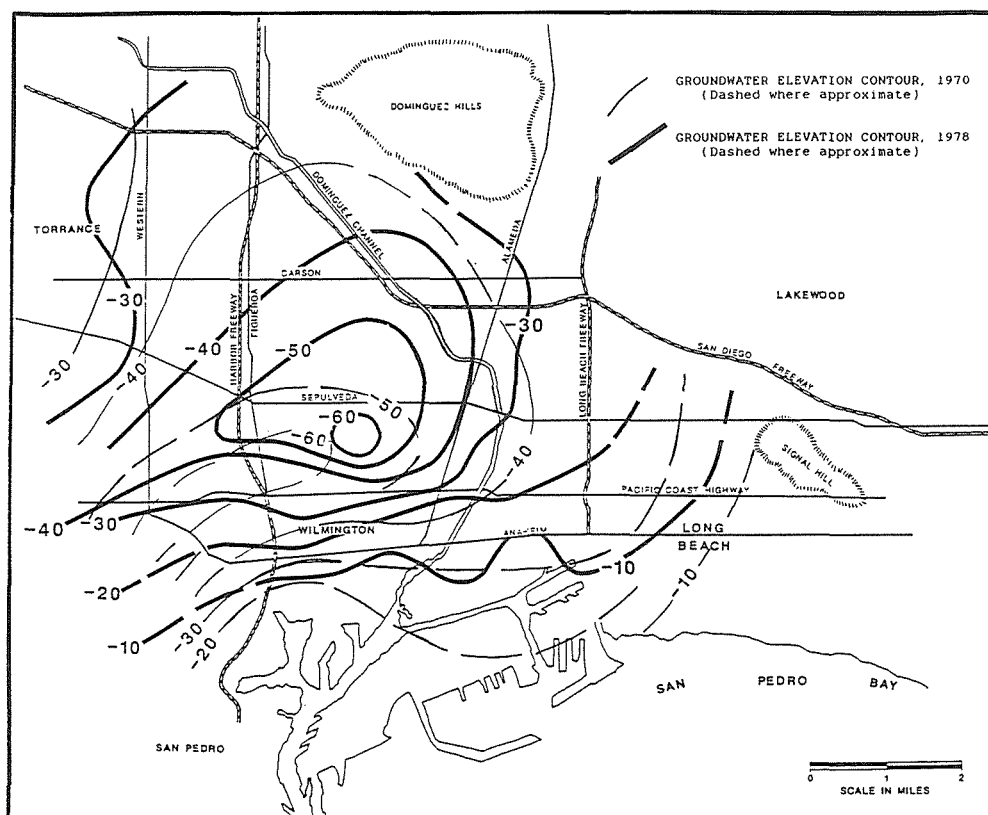 GROUNDWATER ELEVATION CONTOUR, 1970
(Dashed where approximate)
GROUNDWATER ELEVATION CONTOUR, 1978
(Dashed where approximate)
DOMINGUEZ HILLS
DOMINGUEZ CHANNEL
TORRANCE
WESTERN
ALAMEDA
CARSON
HARBOR FREEWAY
FIGUEROA
LAKEWOOD
-30
-30
-40
-50
LONG BEACH FREEWAY
SAN DIEGO
FREEWAY
-30
-40
SEPULVEDA
-50
-60
-60
-40
SIGNAL HILL
PACIFIC COAST HIGHWAY
-40
-30
WILMINGTON
ANAHEIM
LONG
BEACH
-20
-10
-10
-30
-20
-10
SAN PEDRO BAY
SAN PEDRO
0 1 2
SCALE IN MILES